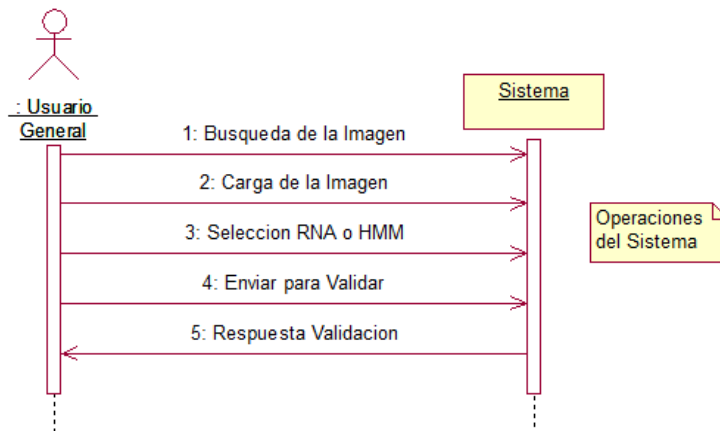 : Usuario
General
Sistema
1: Busqueda de la Imagen
2: Carga de la Imagen
3: Seleccion RNA o HMM
4: Enviar para Validar
5: Respuesta Validacion
Operaciones
del Sistema